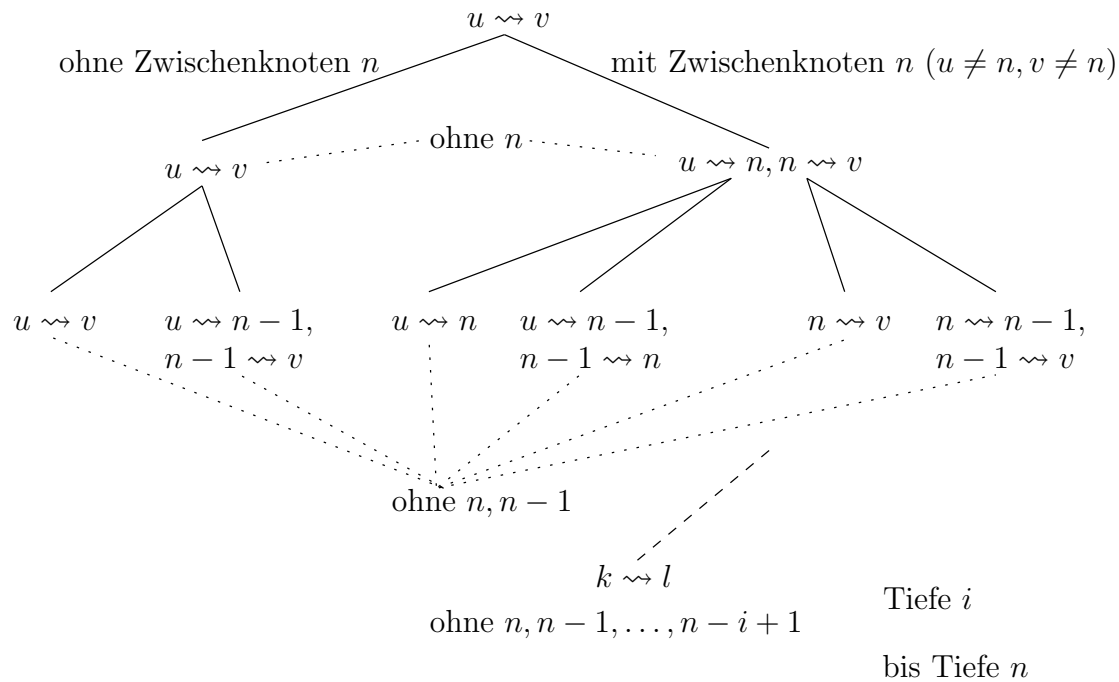 u ⇝ v
ohne Zwischenknoten n
mit Zwischenknoten n (u ≠ n, v ≠ n)
ohne n
u ⇝ v
u ⇝ n, n ⇝ v
u ⇝ v
u ⇝ n − 1,
n − 1 ⇝ v
u ⇝ n
u ⇝ n − 1,
n − 1 ⇝ n
n ⇝ v
n ⇝ n − 1,
n − 1 ⇝ v
ohne n, n − 1
k ⇝ l
ohne n, n − 1, . . . , n − i + 1
Tiefe i
bis Tiefe n